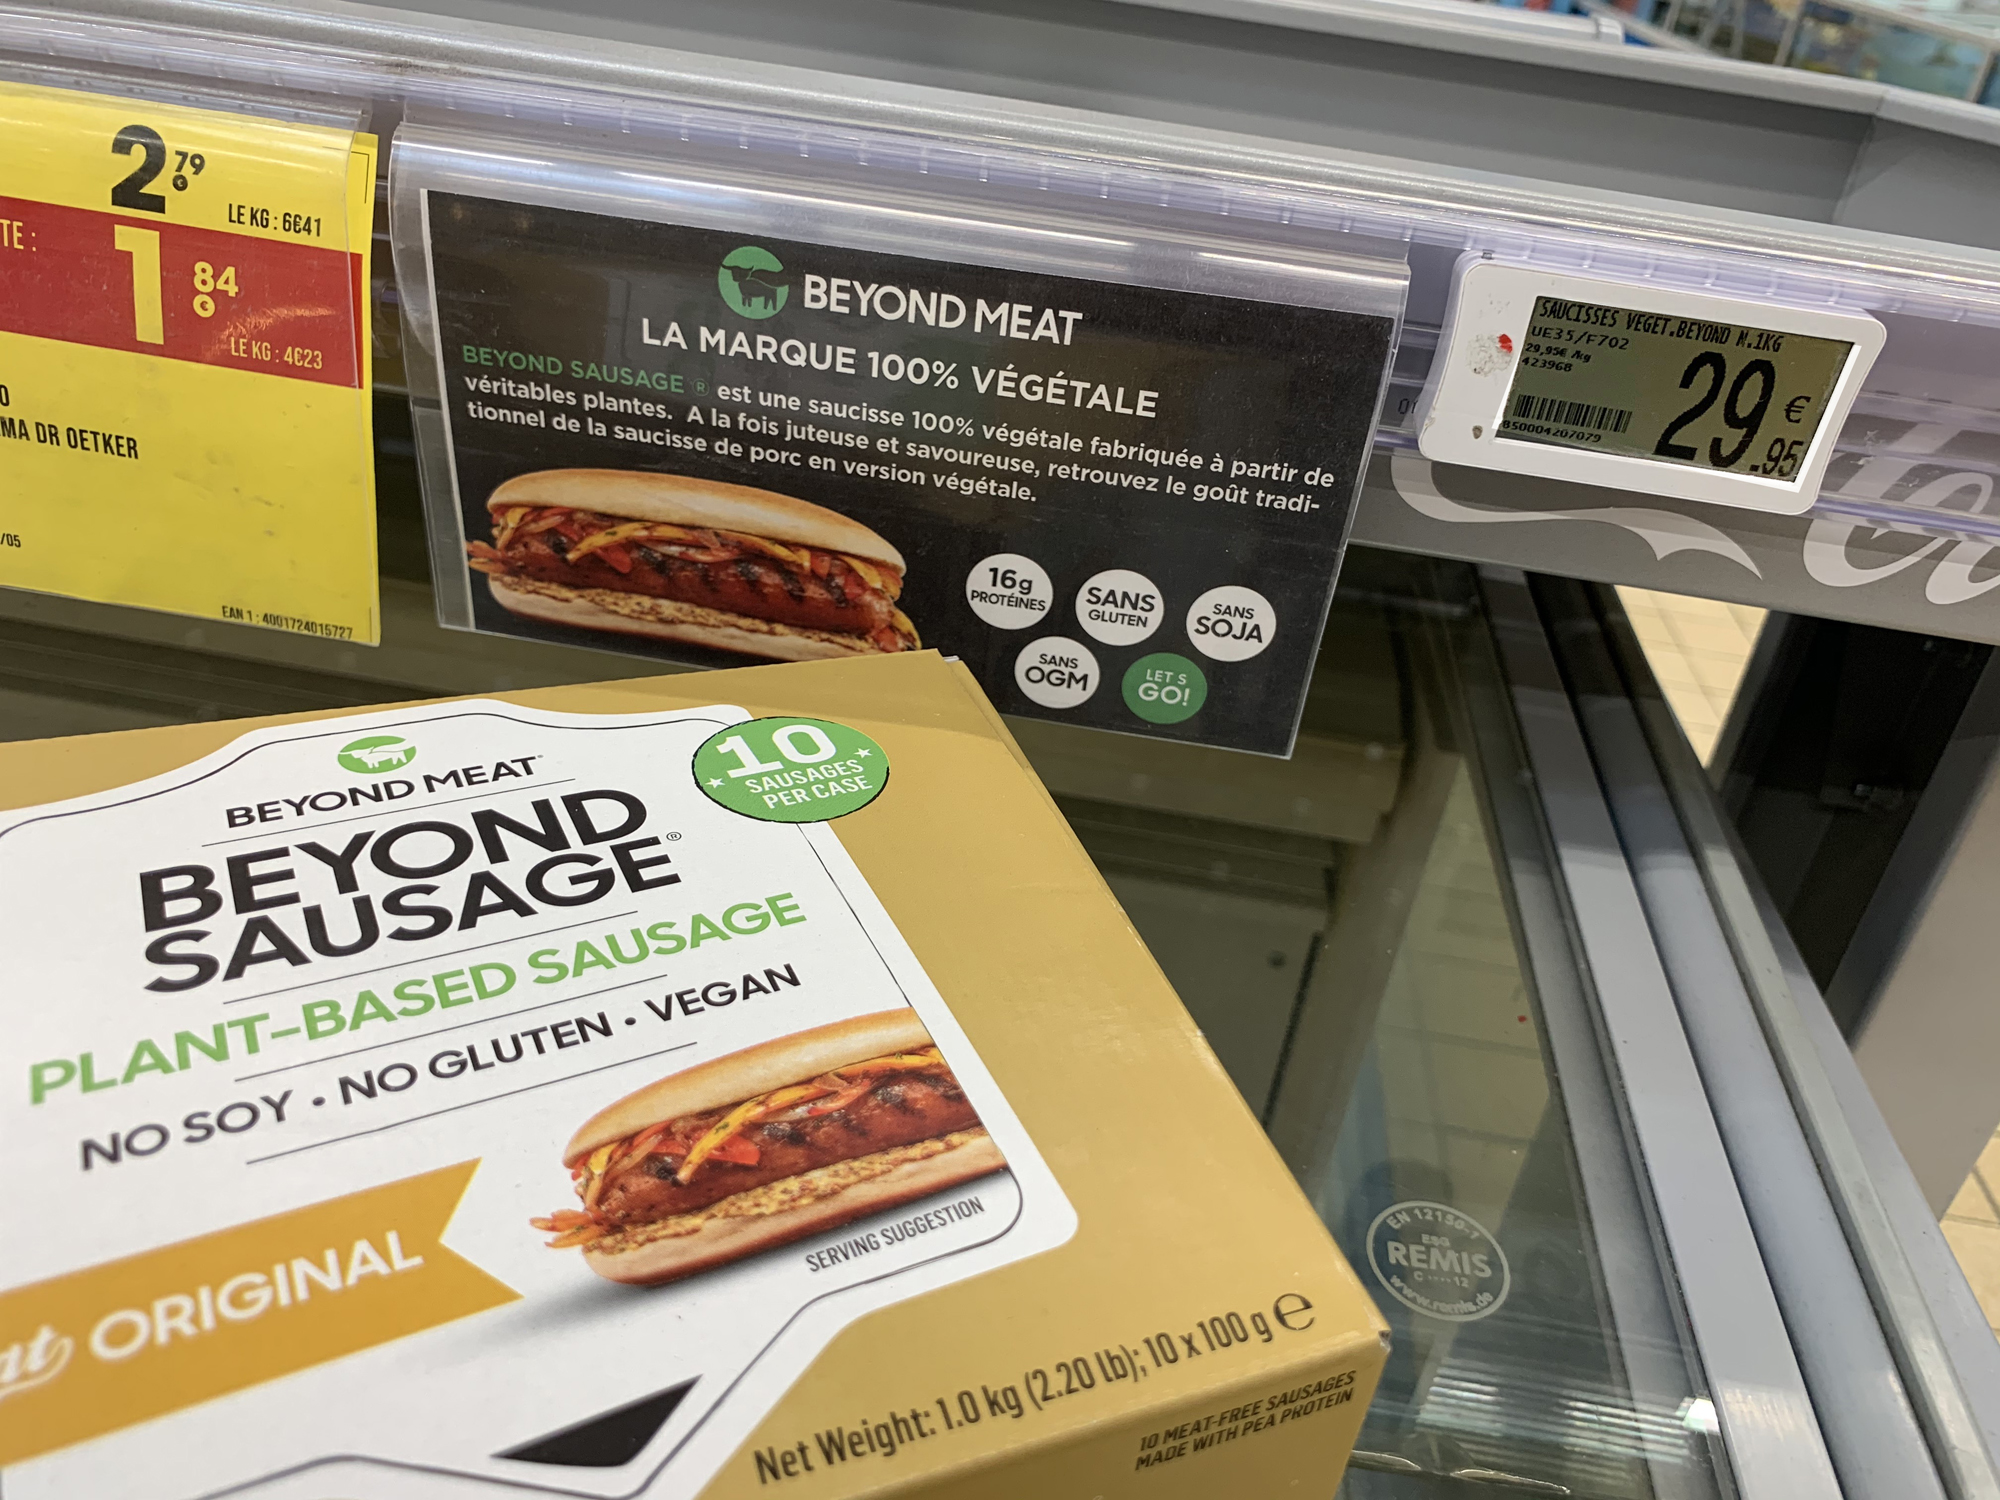 2€79
LE KG : 6€41
TE :
1€84
LE KG : 4€23
MA DR OETKER
/05
EAN 1 : 4001724015727
BEYOND MEAT
LA MARQUE 100% VÉGÉTALE
BEYOND SAUSAGE ® est une saucisse 100% végétale fabriquée à partir de
véritables plantes. A la fois juteuse et savoureuse, retrouvez le goût tradi-
tionnel de la saucisse de porc en version végétale.
16g
PROTÉINES
SANS
GLUTEN
SANS
SOJA
SANS
OGM
LET S
GO!
SAUCISSES VEGET.BEYOND M.1KG
UE35/F702
29,95€ /kg
423968
29.95 €
850004207079
BEYOND MEAT
10
SAUSAGES
PER CASE
BEYOND
SAUSAGE®
PLANT-BASED SAUSAGE
NO SOY • NO GLUTEN • VEGAN
ORIGINAL
SERVING SUGGESTION
Net Weight: 1.0 kg (2.20 lb); 10 x 100 g e
10 MEAT-FREE SAUSAGES
MADE WITH PEA PROTEIN
EN 12150-1
ESG
REMIS
www.remis.de